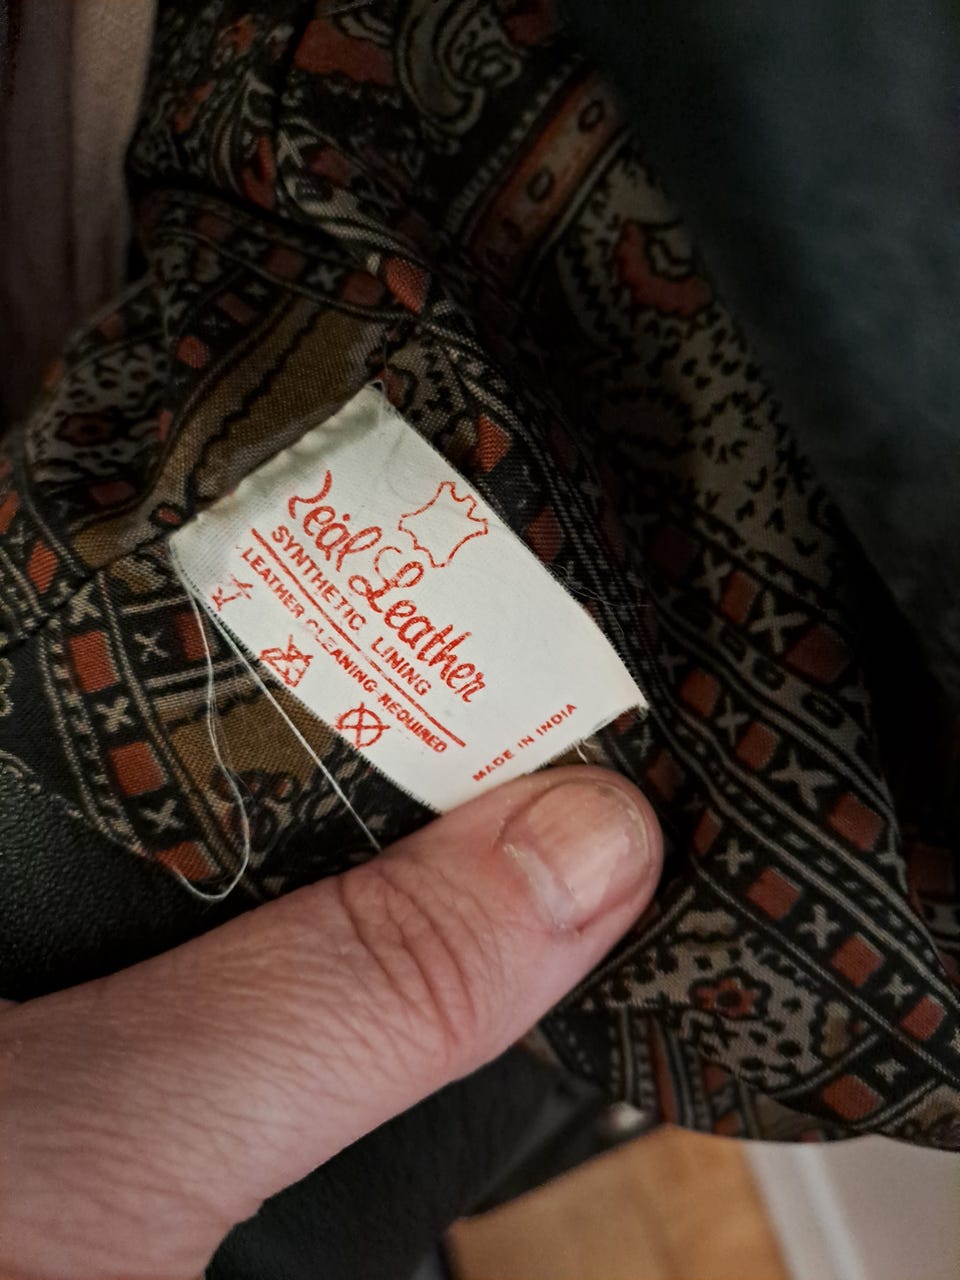 Real Leather
SYNTHETIC LINING
LEATHER CLEANING REQUIRED
MADE IN INDIA